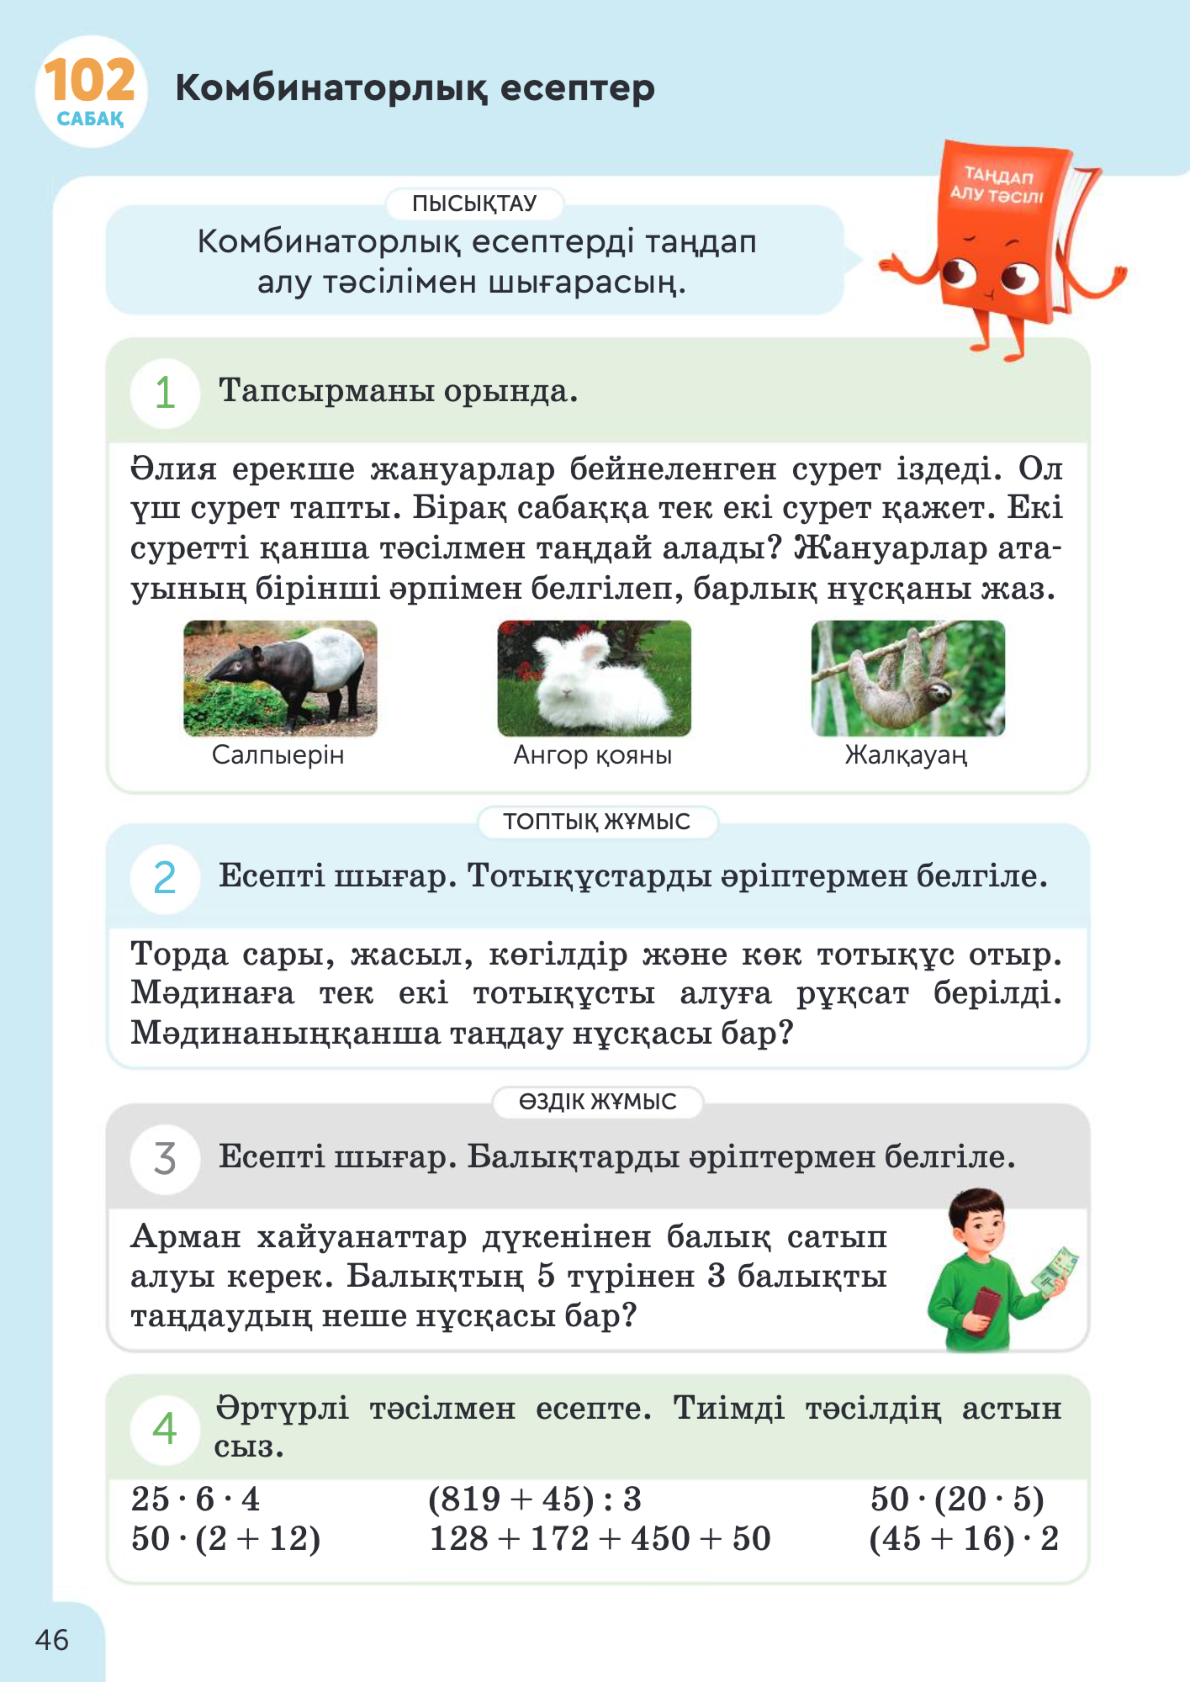 102
САБАҚ
Комбинаторлық есептер
ТАҢДАП
АЛУ ТӘСІЛІ
ПЫСЫҚТАУ
Комбинаторлық есептерді таңдап
алу тәсілімен шығарасың.
1 Тапсырманы орында.
Әлия ерекше жануарлар бейнеленген сурет іздеді. Ол
үш сурет тапты. Бірақ сабаққа тек екі сурет қажет. Екі
суретті қанша тәсілмен таңдай алады? Жануарлар ата-
уының бірінші әрпімен белгілеп, барлық нұсқаны жаз.
Салпыерін Ангор қояны Жалқауаң
ТОПТЫҚ ЖҰМЫС
2 Есепті шығар. Тотықұстарды әріптермен белгіле.
Торда сары, жасыл, көгілдір және көк тотықұс отыр.
Мәдинаға тек екі тотықұсты алуға рұқсат берілді.
Мәдинаныңқанша таңдау нұсқасы бар?
ӨЗДІК ЖҰМЫС
3 Есепті шығар. Балықтарды әріптермен белгіле.
Арман хайуанаттар дүкенінен балық сатып
алуы керек. Балықтың 5 түрінен 3 балықты
таңдаудың неше нұсқасы бар?
4 Әртүрлі тәсілмен есепте. Тиімді тәсілдің астын
сыз.
25 · 6 · 4 (819 + 45) : 3 50 · (20 · 5)
50 · (2 + 12) 128 + 172 + 450 + 50 (45 + 16) · 2
46